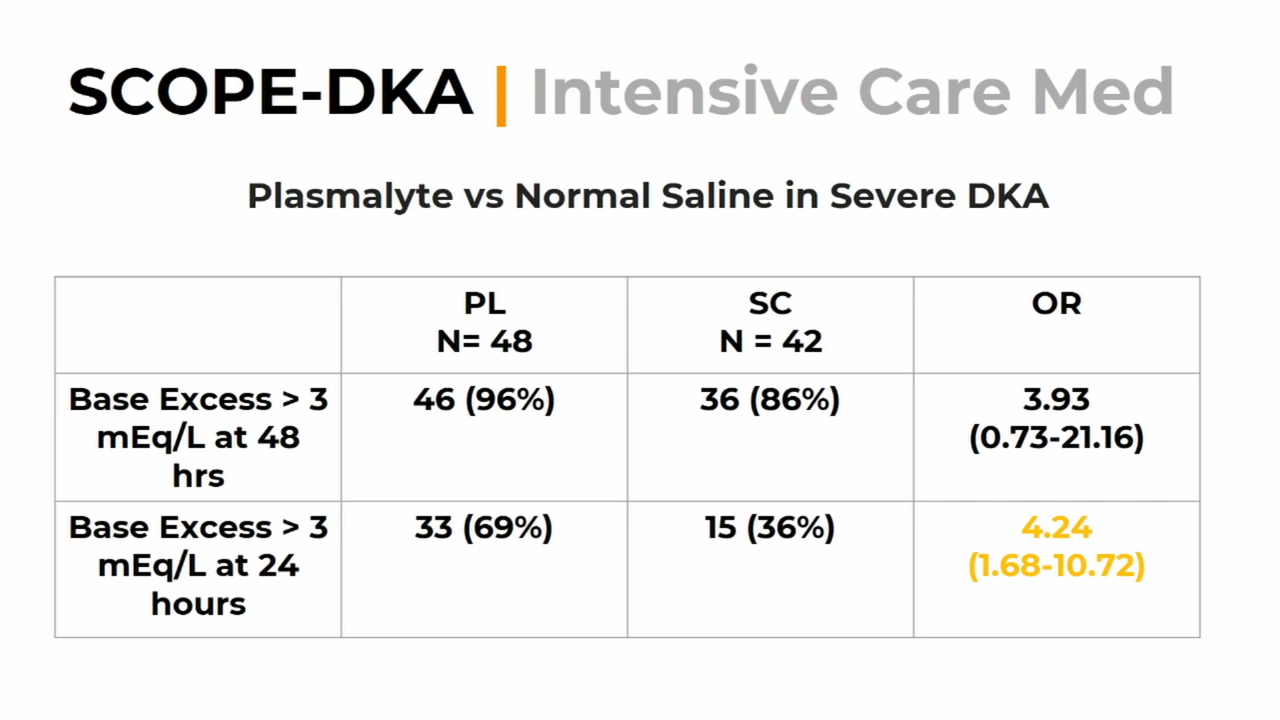 SCOPE-DKA | Intensive Care Med
Plasmalyte vs Normal Saline in Severe DKA
PL
N= 48
SC
N = 42
OR
Base Excess > 3
mEq/L at 48
hrs
46 (96%)
36 (86%)
3.93
(0.73-21.16)
Base Excess > 3
mEq/L at 24
hours
33 (69%)
15 (36%)
4.24
(1.68-10.72)